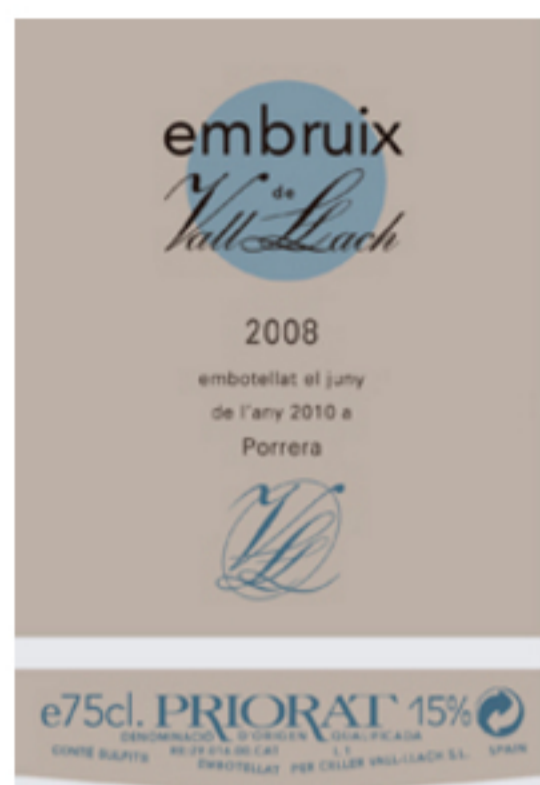 embruix
de
Vall Llach
2008
embotellat el juny
de l'any 2010 a
Porrera
VL
e75cl. PRIORAT 15%
DENOMINACIÓ D'ORIGEN QUALIFICADA
CONTÉ SULFITS
EMBOTELLAT PER CELLER VALL-LLACH S.L. SPAIN